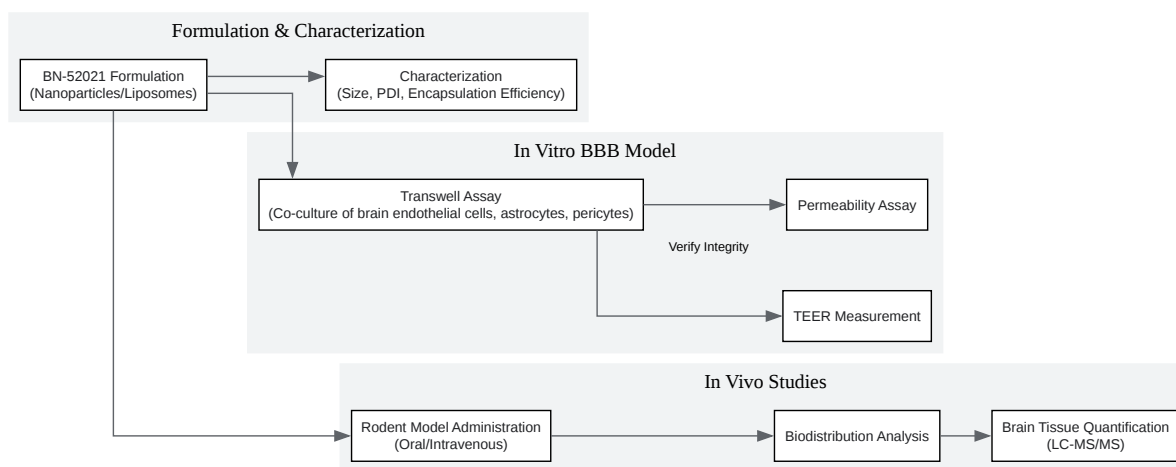 Formulation & Characterization
BN-52021 Formulation
(Nanoparticles/Liposomes)
Characterization
(Size, PDI, Encapsulation Efficiency)
In Vitro BBB Model
Transwell Assay
(Co-culture of brain endothelial cells, astrocytes, pericytes)
Permeability Assay
Verify Integrity
TEER Measurement
In Vivo Studies
Rodent Model Administration
(Oral/Intravenous)
Biodistribution Analysis
Brain Tissue Quantification
(LC-MS/MS)